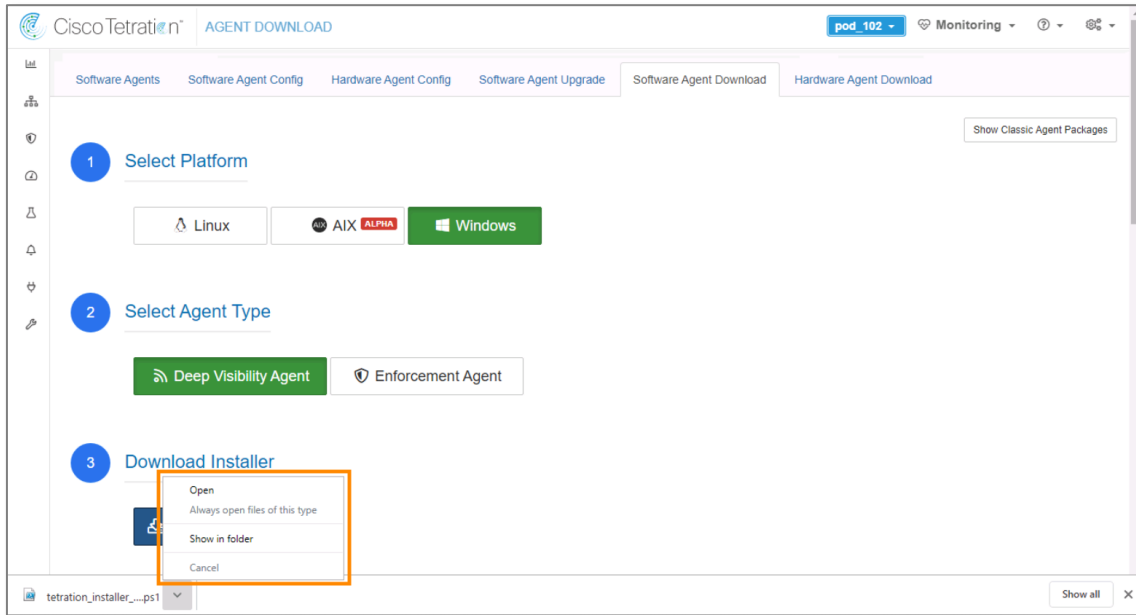 Cisco Tetration™ AGENT DOWNLOAD pod_102 Monitoring
Software Agents Software Agent Config Hardware Agent Config Software Agent Upgrade Software Agent Download Hardware Agent Download
Show Classic Agent Packages
1 Select Platform
Linux AIX AIX ALPHA Windows
2 Select Agent Type
Deep Visibility Agent Enforcement Agent
3 Download Installer
Open
Always open files of this type
Show in folder
Cancel
tetration_installer_....ps1 Show all